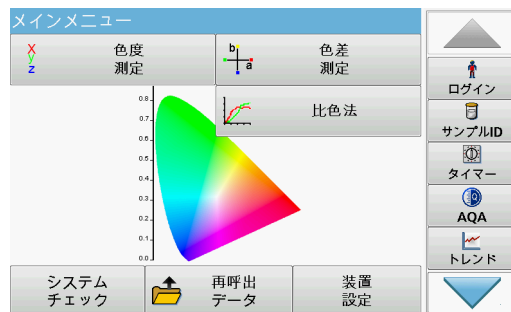 メインメニュー
x
y
z
色度
測定
b
a
色差
測定
比色法
0.8
0.7
0.6
0.5
0.4
0.3
0.2
0.1
0.0
システム
チェック
再呼出
データ
装置
設定
ログイン
サンプルID
タイマー
AQA
トレンド